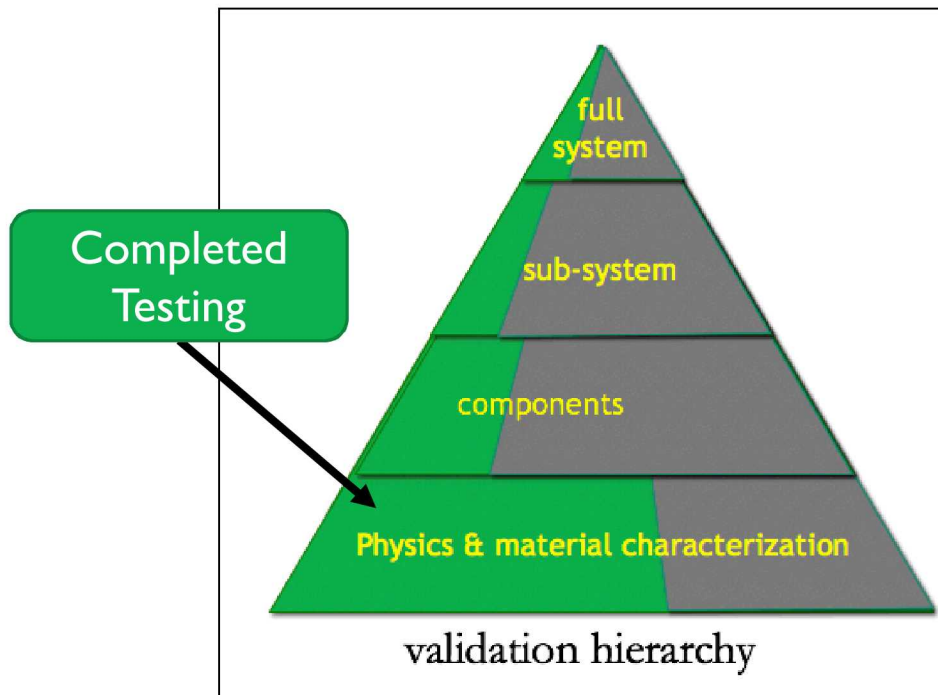 full
system
Completed
Testing
sub-system
components
Physics & material characterization
validation hierarchy